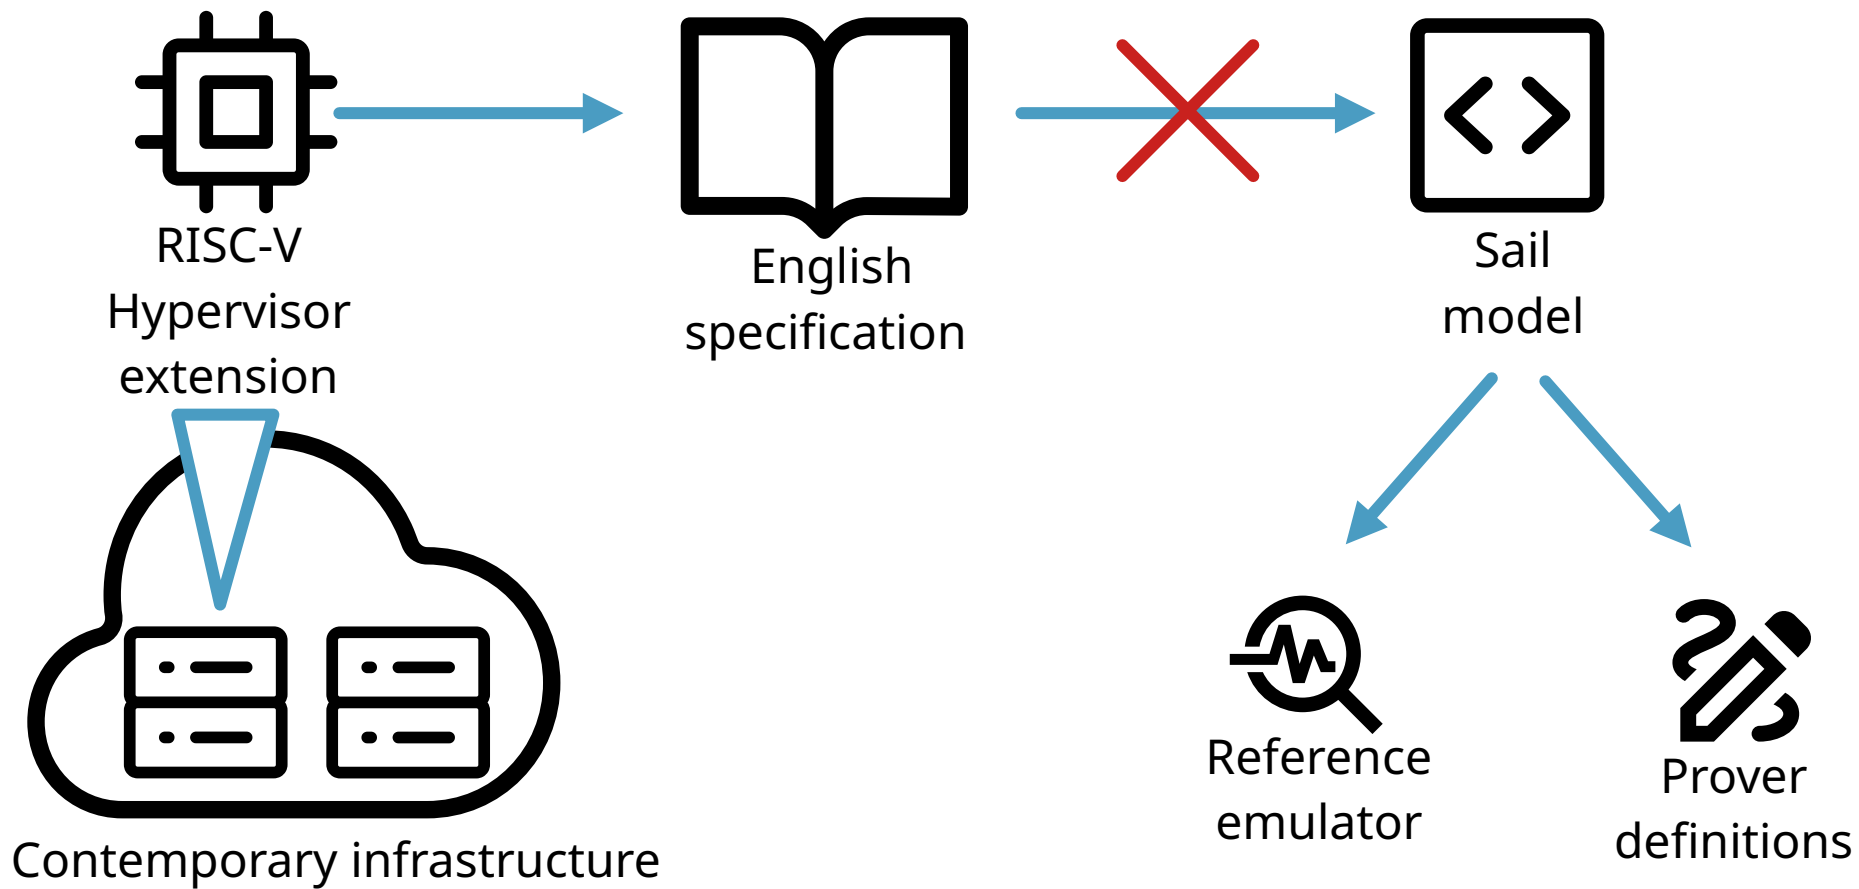 RISC-V
Hypervisor
extension
English
specification
Sail
model
Reference
emulator
Prover
definitions
Contemporary infrastructure